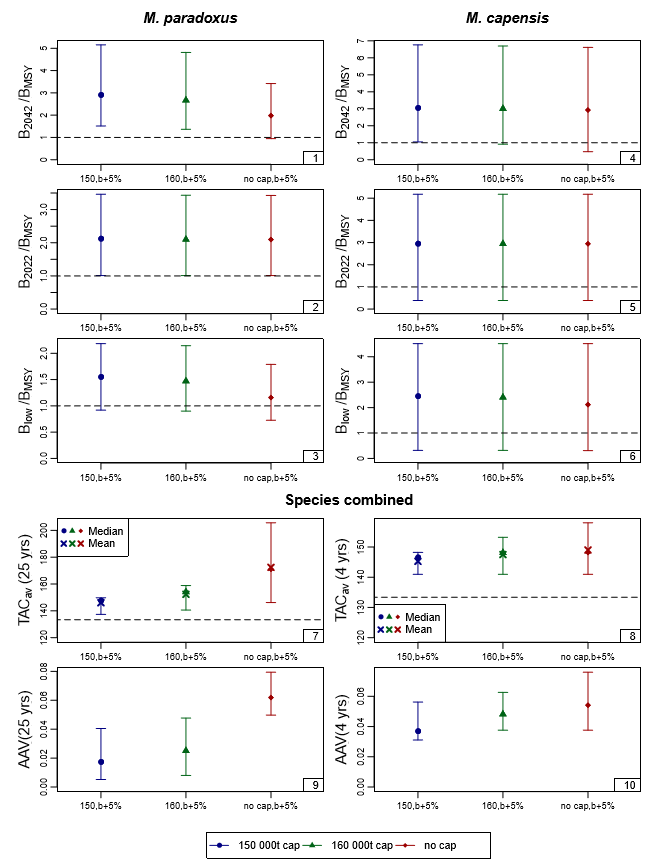 M. paradoxus
M. capensis
B2042 /BMSY
0 1 2 3 4 5
150,b+5% 160,b+5% no cap,b+5%
1
B2042 /BMSY
0 1 2 3 4 5 6 7
150,b+5% 160,b+5% no cap,b+5%
4
B2022 /BMSY
0.0 1.0 2.0 3.0
150,b+5% 160,b+5% no cap,b+5%
2
B2022 /BMSY
0 1 2 3 4 5
150,b+5% 160,b+5% no cap,b+5%
5
Blow /BMSY
0.0 0.5 1.0 1.5 2.0
150,b+5% 160,b+5% no cap,b+5%
3
Blow /BMSY
0 1 2 3 4
150,b+5% 160,b+5% no cap,b+5%
6
Species combined
TACav (25 yrs)
120 140 160 180 200
Median
Mean
150,b+5% 160,b+5% no cap,b+5%
7
TACav (4 yrs)
120 130 140 150
Median
Mean
150,b+5% 160,b+5% no cap,b+5%
8
AAV(25 yrs)
0.00 0.02 0.04 0.06 0.08
150,b+5% 160,b+5% no cap,b+5%
9
AAV(4 yrs)
0.00 0.02 0.04 0.06
150,b+5% 160,b+5% no cap,b+5%
10
150 000t cap 160 000t cap no cap